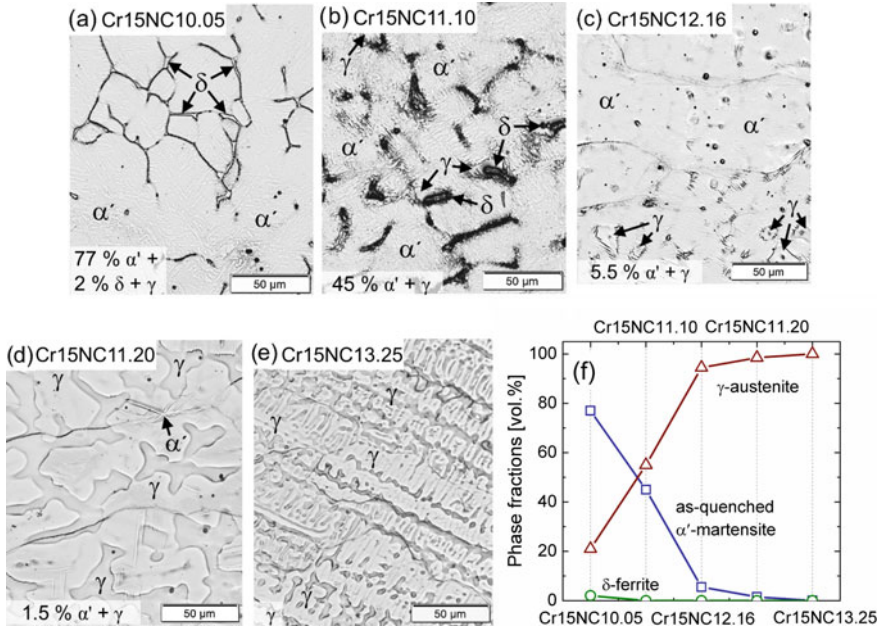 (a) Cr15NC10.05
δ
α´
α´
77 % α' +
2 % δ + γ
50 µm
(b) Cr15NC11.10
γ
α´
δ
α´
γ
δ
α´
45 % α' + γ
50 µm
(c) Cr15NC12.16
α´
α´
γ
γ
5.5 % α' + γ
50 µm
(d) Cr15NC11.20
γ
γ
α´
γ
γ
1.5 % α' + γ
50 µm
(e) Cr15NC13.25
γ
γ
γ
γ
γ
50 µm
Cr15NC11.10 Cr15NC11.20
(f)
Phase fractions [vol.%]
100
80
60
40
20
0
γ-austenite
as-quenched
α'-martensite
δ-ferrite
Cr15NC10.05 Cr15NC12.16 Cr15NC13.25